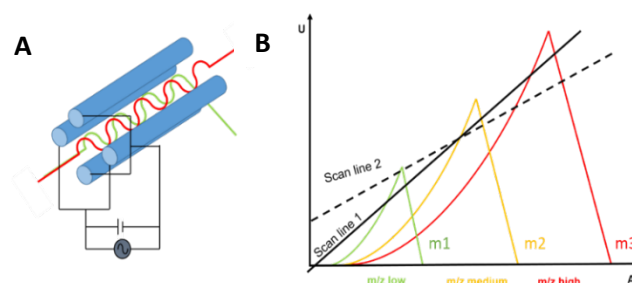 A
B
U
Scan line 2
Scan line 1
m1
m2
m3
m/z low
m/z medium
m/z high